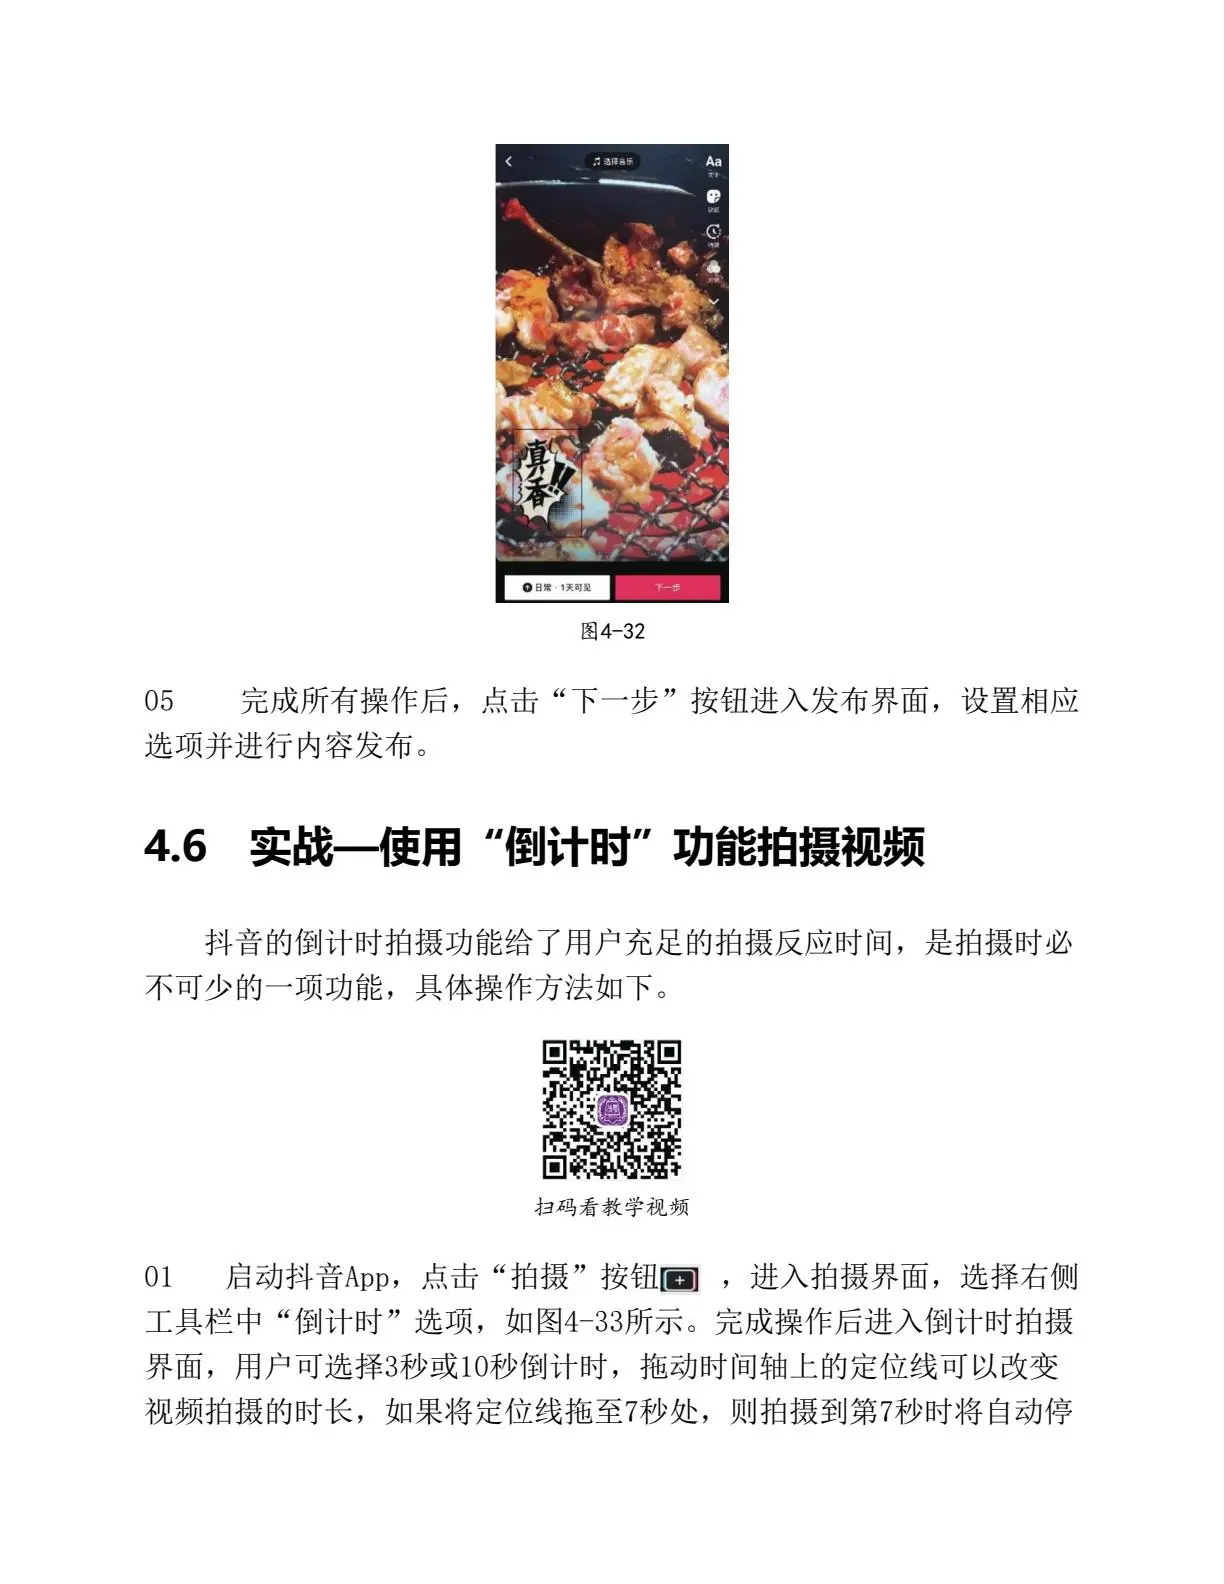 选择音乐
Aa
文字
贴纸
特效
日常 · 1天可见
下一步
真香!!
图4-32
05 完成所有操作后，点击“下一步”按钮进入发布界面，设置相应
选项并进行内容发布。
4.6 实战—使用“倒计时”功能拍摄视频
抖音的倒计时拍摄功能给了用户充足的拍摄反应时间，是拍摄时必
不可少的一项功能，具体操作方法如下。
扫码看教学视频
01 启动抖音App，点击“拍摄”按钮 ，进入拍摄界面，选择右侧
工具栏中“倒计时”选项，如图4-33所示。完成操作后进入倒计时拍摄
界面，用户可选择3秒或10秒倒计时，拖动时间轴上的定位线可以改变
视频拍摄的时长，如果将定位线拖至7秒处，则拍摄到第7秒时将自动停